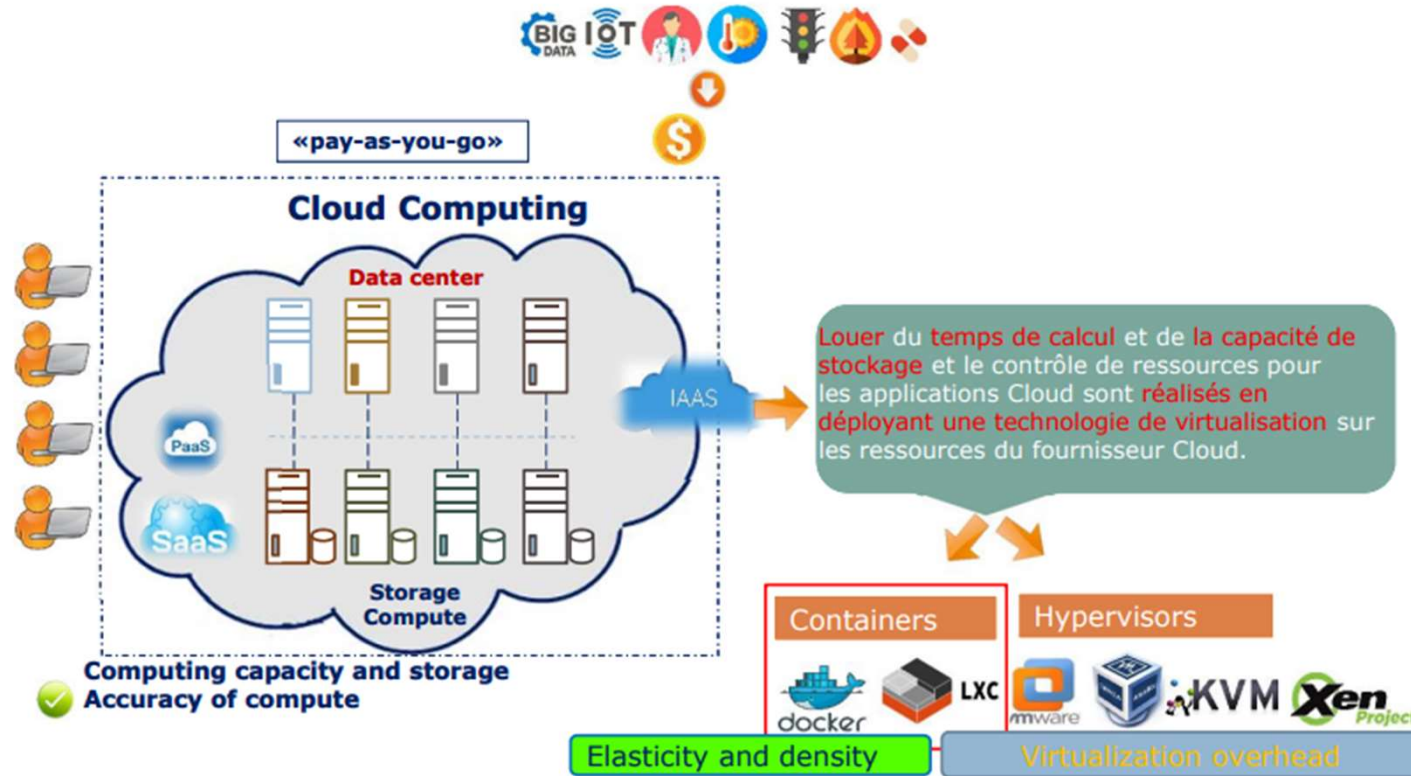 BIG DATA
IOT
«pay-as-you-go»
$
Cloud Computing
Data center
IAAS
PaaS
SaaS
Storage
Compute
Computing capacity and storage
Accuracy of compute
Louer du temps de calcul et de la capacité de
stockage et le contrôle de ressources pour
les applications Cloud sont réalisés en
déployant une technologie de virtualisation sur
les ressources du fournisseur Cloud.
Containers
Hypervisors
docker
LXC
mware
KVM
Xen
Project
Elasticity and density
Virtualization overhead